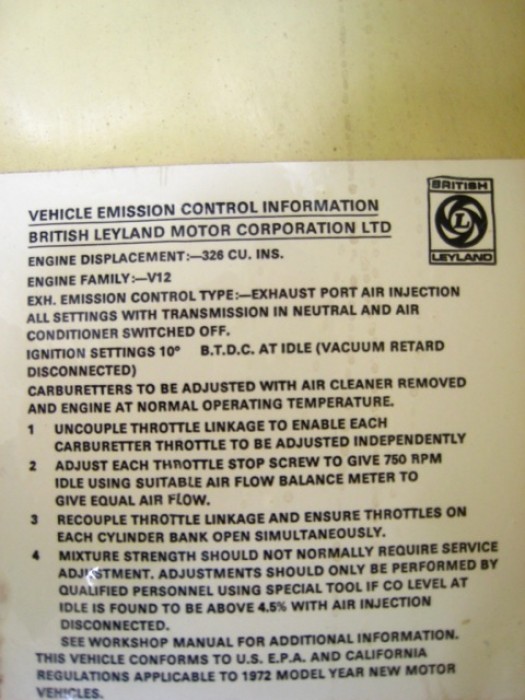 BRITISH
L
LEYLAND
VEHICLE EMISSION CONTROL INFORMATION
BRITISH LEYLAND MOTOR CORPORATION LTD
ENGINE DISPLACEMENT:—326 CU. INS.
ENGINE FAMILY:—V12
EXH. EMISSION CONTROL TYPE:—EXHAUST PORT AIR INJECTION
ALL SETTINGS WITH TRANSMISSION IN NEUTRAL AND AIR
CONDITIONER SWITCHED OFF.
IGNITION SETTINGS 10° B.T.D.C. AT IDLE (VACUUM RETARD
DISCONNECTED)
CARBURETTERS TO BE ADJUSTED WITH AIR CLEANER REMOVED
AND ENGINE AT NORMAL OPERATING TEMPERATURE.
1 UNCOUPLE THROTTLE LINKAGE TO ENABLE EACH
CARBURETTER THROTTLE TO BE ADJUSTED INDEPENDENTLY
2 ADJUST EACH THROTTLE STOP SCREW TO GIVE 750 RPM
IDLE USING SUITABLE AIR FLOW BALANCE METER TO
GIVE EQUAL AIR FLOW.
3 RECOUPLE THROTTLE LINKAGE AND ENSURE THROTTLES ON
EACH CYLINDER BANK OPEN SIMULTANEOUSLY.
4 MIXTURE STRENGTH SHOULD NOT NORMALLY REQUIRE SERVICE
ADJUSTMENT. ADJUSTMENTS SHOULD ONLY BE PERFORMED BY
QUALIFIED PERSONNEL USING SPECIAL TOOL IF CO LEVEL AT
IDLE IS FOUND TO BE ABOVE 4.5% WITH AIR INJECTION
DISCONNECTED.
SEE WORKSHOP MANUAL FOR ADDITIONAL INFORMATION.
THIS VEHICLE CONFORMS TO U.S. E.P.A. AND CALIFORNIA
REGULATIONS APPLICABLE TO 1972 MODEL YEAR NEW MOTOR
VEHICLES.